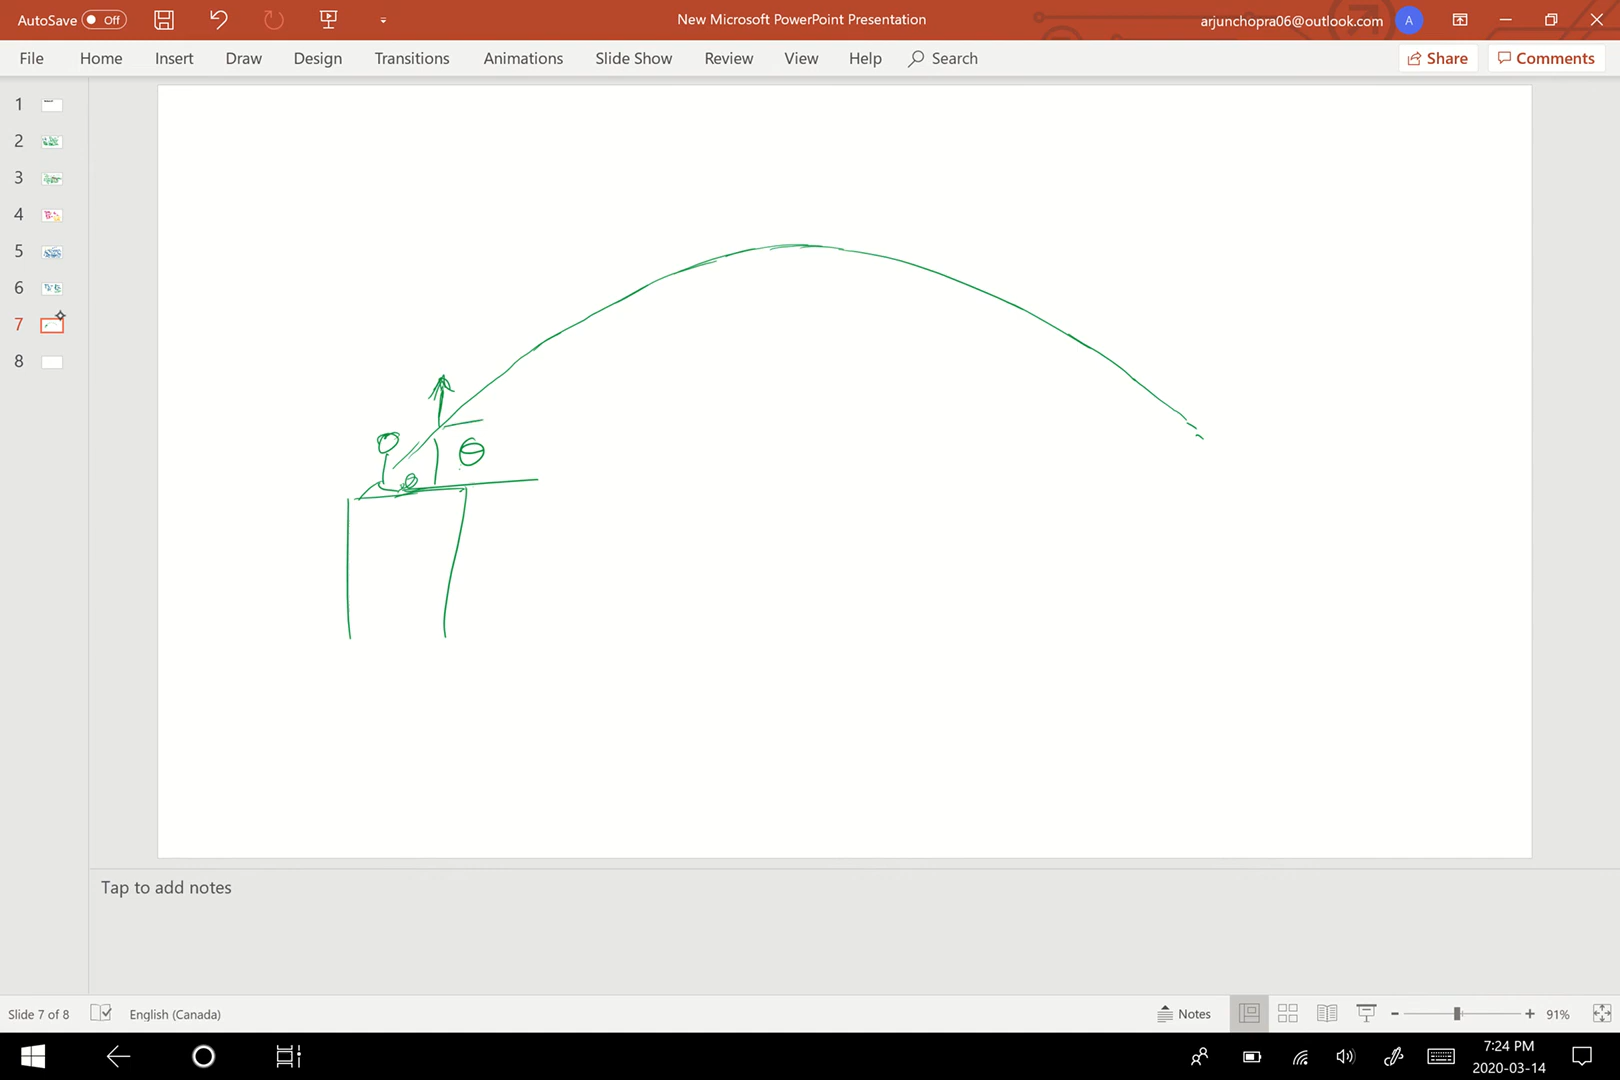 AutoSave Off New Microsoft PowerPoint Presentation arjunchopra06@outlook.com A
File Home Insert Draw Design Transitions Animations Slide Show Review View Help Search Share Comments
1
2
3
4
5
6
7
8
θ
Tap to add notes
Slide 7 of 8 English (Canada) Notes 91%
7:24 PM
2020-03-14